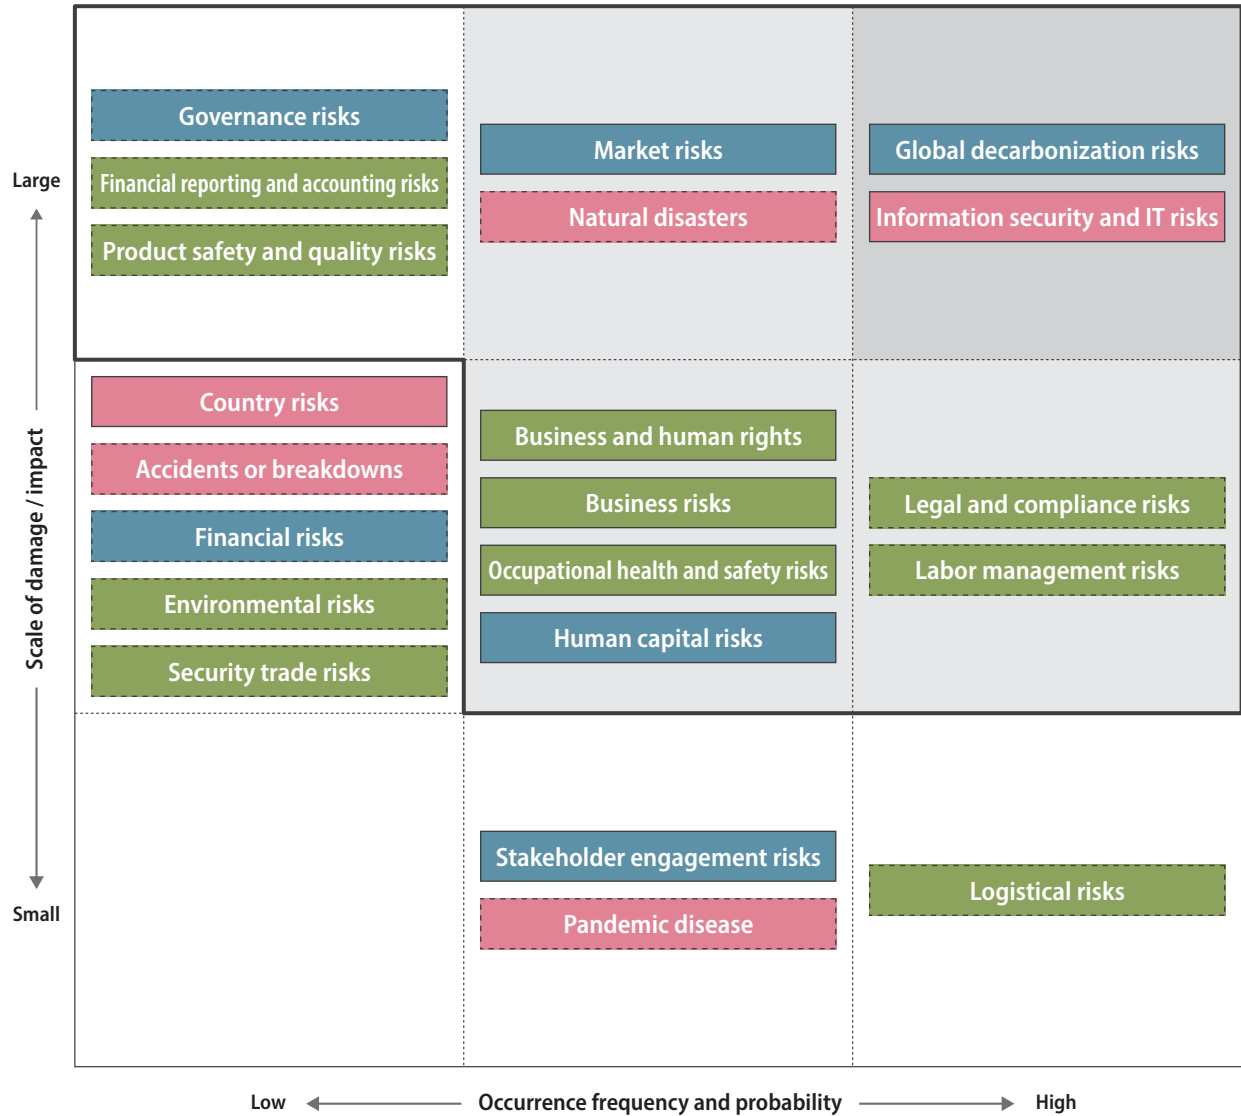 Governance risks
Financial reporting and accounting risks
Product safety and quality risks
Market risks
Natural disasters
Global decarbonization risks
Information security and IT risks
Large
Scale of damage / impact
Small
Country risks
Accidents or breakdowns
Financial risks
Environmental risks
Security trade risks
Business and human rights
Business risks
Occupational health and safety risks
Human capital risks
Legal and compliance risks
Labor management risks
Stakeholder engagement risks
Pandemic disease
Logistical risks
Low
Occurrence frequency and probability
High